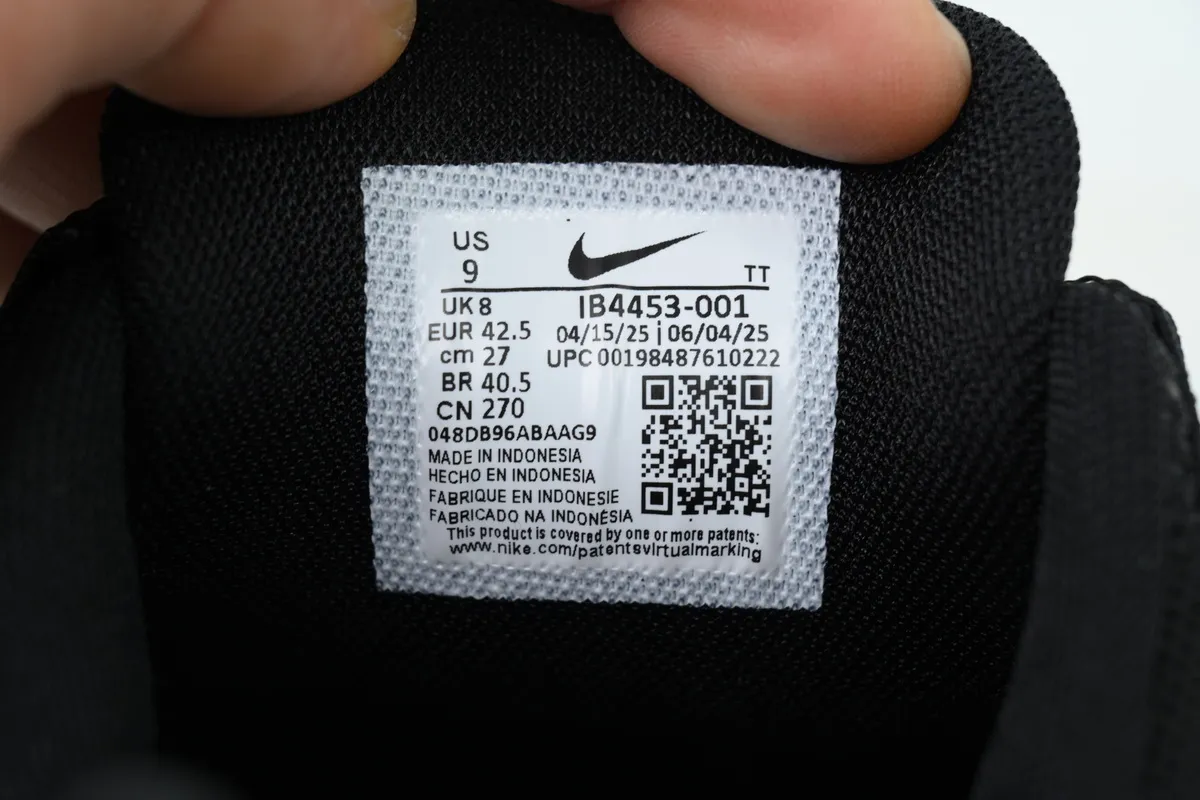 US
9
TT
UK 8
IB4453-001
EUR 42.5
04/15/25 | 06/04/25
cm 27
UPC 00198487610222
BR 40.5
CN 270
048DB96ABAAG9
MADE IN INDONESIA
HECHO EN INDONESIA
FABRIQUE EN INDONESIE
FABRICADO NA INDONÉSIA
This product is covered by one or more patents:
www.nike.com/patentsvirtualmarking